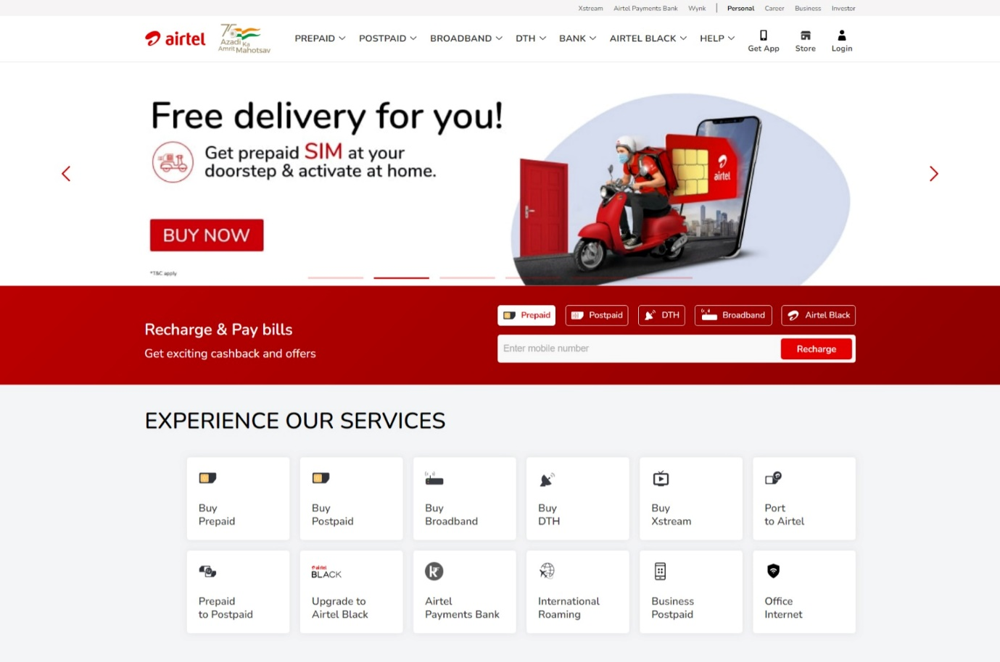 Xstream Airtel Payments Bank Wynk Personal Career Business Investor
airtel
75
Azadi Ka
Amrit Mahotsav
PREPAID POSTPAID BROADBAND DTH BANK AIRTEL BLACK HELP
Get App Store Login
Free delivery for you!
Get prepaid SIM at your
doorstep & activate at home.
airtel
BUY NOW
*T&C apply
Recharge & Pay bills
Get exciting cashback and offers
Prepaid Postpaid DTH Broadband Airtel Black
Enter mobile number Recharge
EXPERIENCE OUR SERVICES
Buy
Prepaid
Buy
Postpaid
Buy
Broadband
Buy
DTH
Buy
Xstream
Port
to Airtel
Prepaid
to Postpaid
airtel
BLACK
Upgrade to
Airtel Black
Airtel
Payments Bank
International
Roaming
Business
Postpaid
Office
Internet